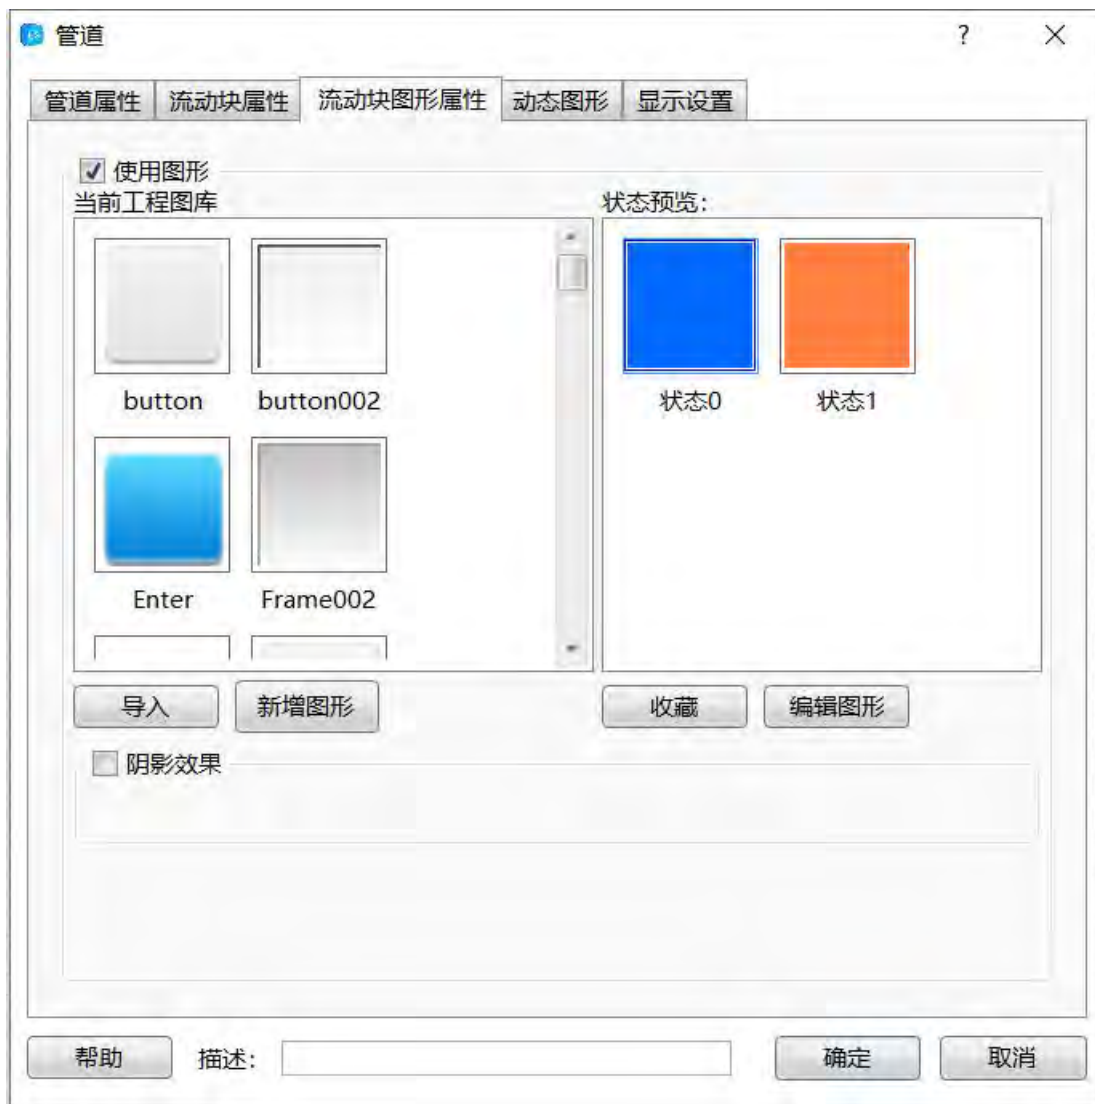 管道
管道属性 流动块属性 流动块图形属性 动态图形 显示设置
使用图形
当前工程图库 状态预览：
button button002 状态0 状态1
Enter Frame002
导入 新增图形 收藏 编辑图形
阴影效果
帮助 描述： 确定 取消